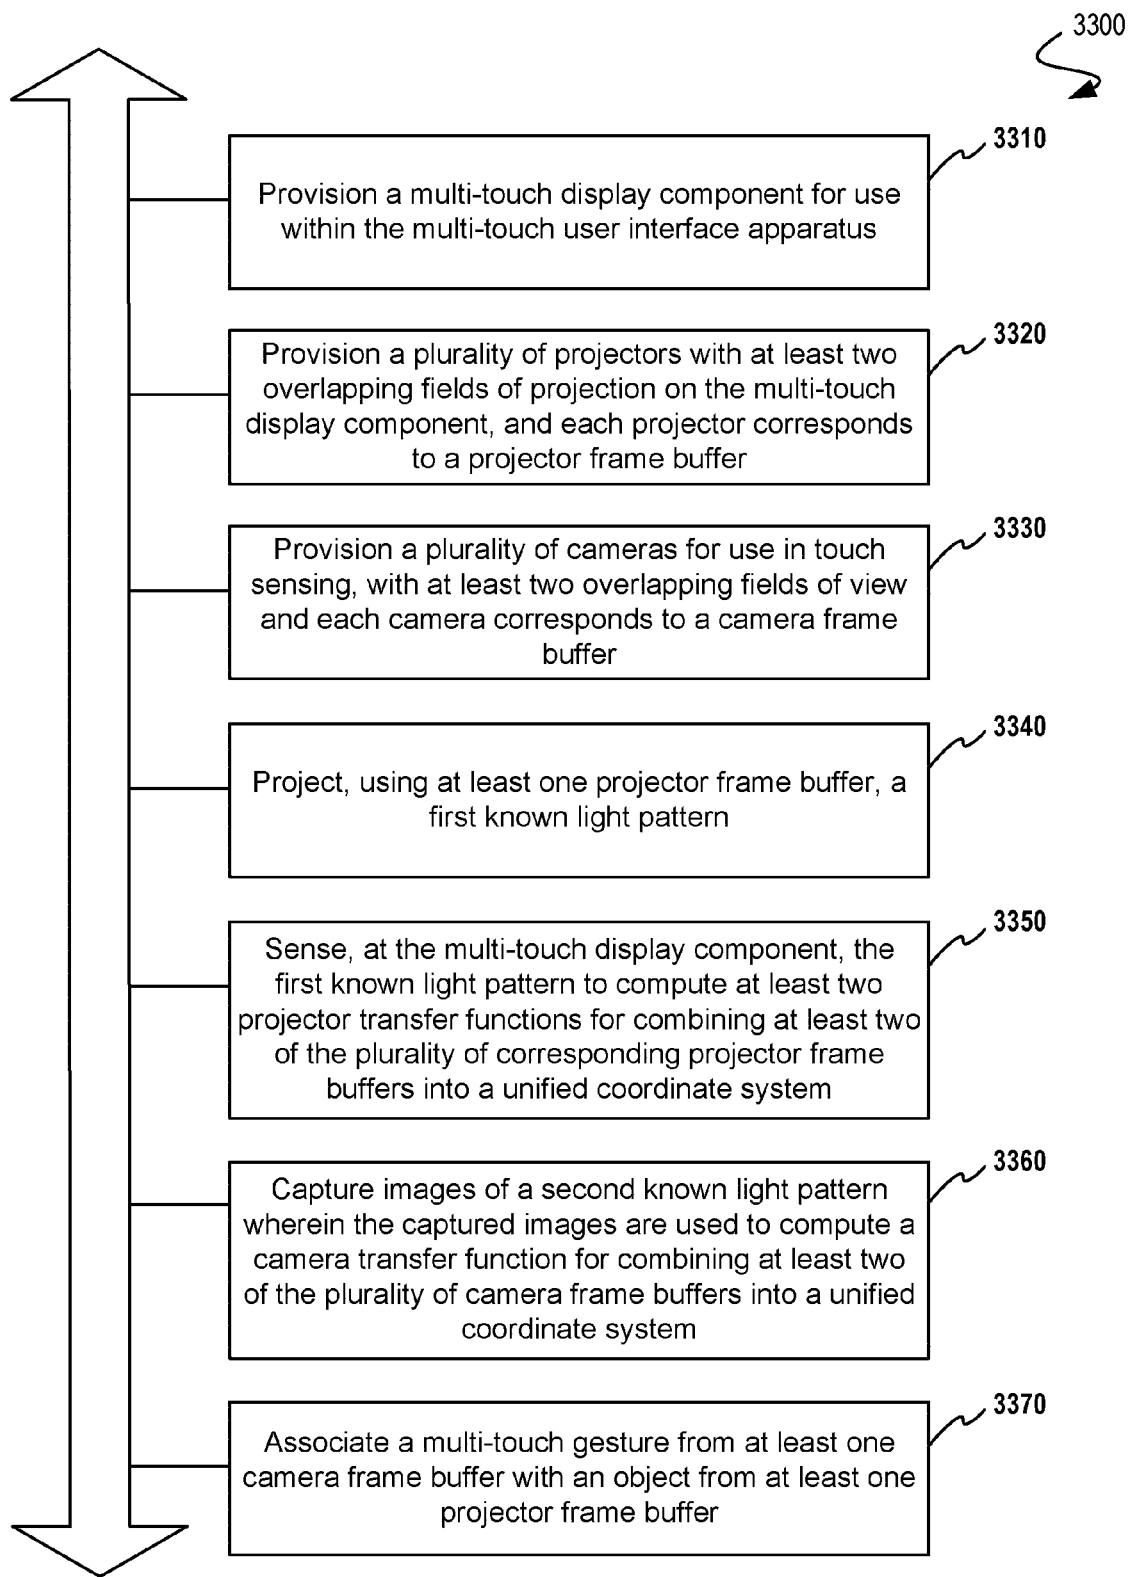 3300
3310
Provision a multi-touch display component for use
within the multi-touch user interface apparatus
3320
Provision a plurality of projectors with at least two
overlapping fields of projection on the multi-touch
display component, and each projector corresponds
to a projector frame buffer
3330
Provision a plurality of cameras for use in touch
sensing, with at least two overlapping fields of view
and each camera corresponds to a camera frame
buffer
3340
Project, using at least one projector frame buffer, a
first known light pattern
3350
Sense, at the multi-touch display component, the
first known light pattern to compute at least two
projector transfer functions for combining at least two
of the plurality of corresponding projector frame
buffers into a unified coordinate system
3360
Capture images of a second known light pattern
wherein the captured images are used to compute a
camera transfer function for combining at least two
of the plurality of camera frame buffers into a unified
coordinate system
3370
Associate a multi-touch gesture from at least one
camera frame buffer with an object from at least one
projector frame buffer